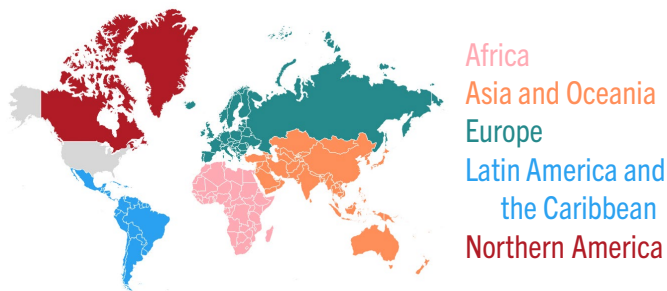 Africa
Asia and Oceania
Europe
Latin America and
the Caribbean
Northern America